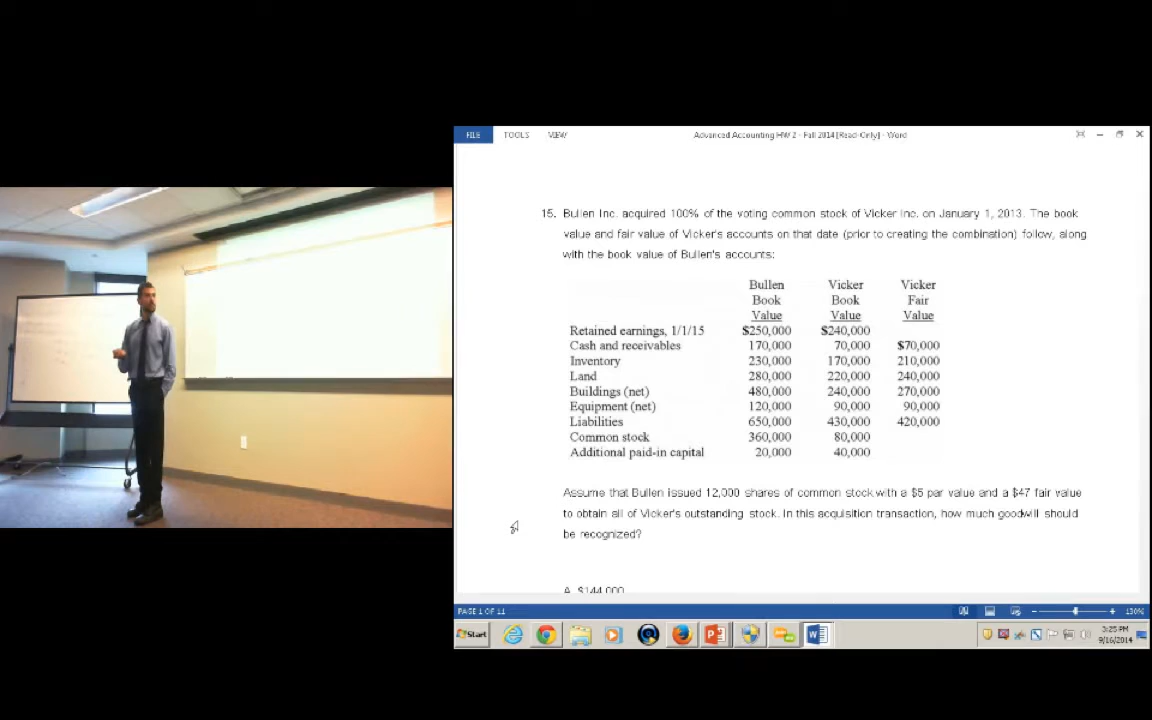 FILE TOOLS VIEW Advanced Accounting HW 2 - Fall 2014 [Read-Only] - Word
15. Bullen Inc. acquired 100% of the voting common stock of Vicker Inc. on January 1, 2013. The book
value and fair value of Vicker's accounts on that date (prior to creating the combination) follow, along
with the book value of Bullen's accounts:
Bullen Vicker Vicker
Book Book Fair
Value Value Value
Retained earnings, 1/1/15 $250,000 $240,000
Cash and receivables 170,000 70,000 $70,000
Inventory 230,000 170,000 210,000
Land 280,000 220,000 240,000
Buildings (net) 480,000 240,000 270,000
Equipment (net) 120,000 90,000 90,000
Liabilities 650,000 430,000 420,000
Common stock 360,000 80,000
Additional paid-in capital 20,000 40,000
Assume that Bullen issued 12,000 shares of common stock with a $5 par value and a $47 fair value
to obtain all of Vicker's outstanding stock. In this acquisition transaction, how much goodwill should
be recognized?
A. $144,000
PAGE 1 OF 11 130%
Start 3:25 PM
9/16/2014